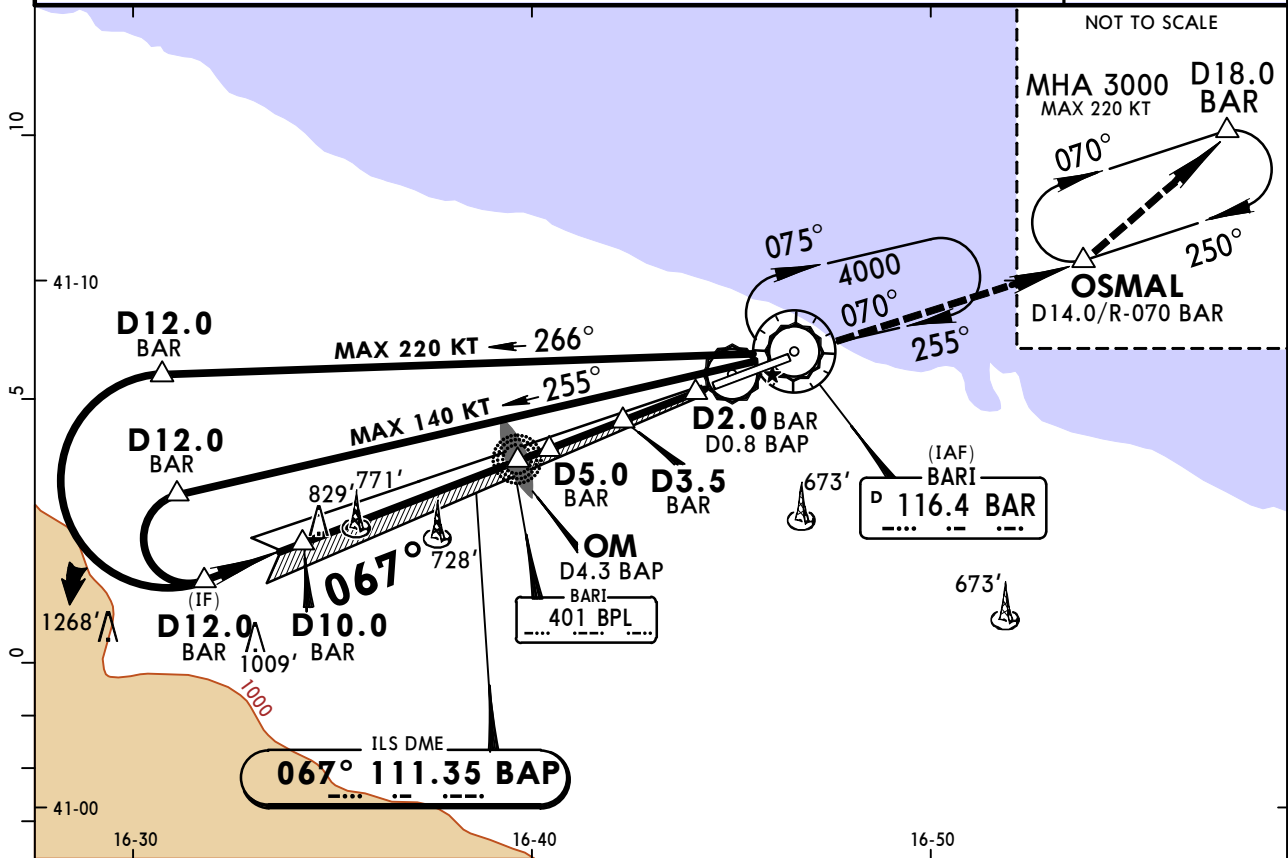 NOT TO SCALE
MHA 3000
MAX 220 KT
D18.0
BAR
070°
250°
OSMAL
D14.0/R-070 BAR
10
41-10
5
0
41-00
075°
4000
070°
255°
D12.0
BAR
MAX 220 KT
266°
MAX 140 KT
255°
D12.0
BAR
D2.0 BAR
D0.8 BAP
D5.0
BAR
D3.5
BAR
(IAF)
BARI
D 116.4 BAR
673'
673'
829'
771'
728'
067°
OM
D4.3 BAP
BARI
401 BPL
(IF)
D12.0
BAR
D10.0
BAR
1268'
1009'
1000
ILS DME
067° 111.35 BAP
16-30
16-40
16-50